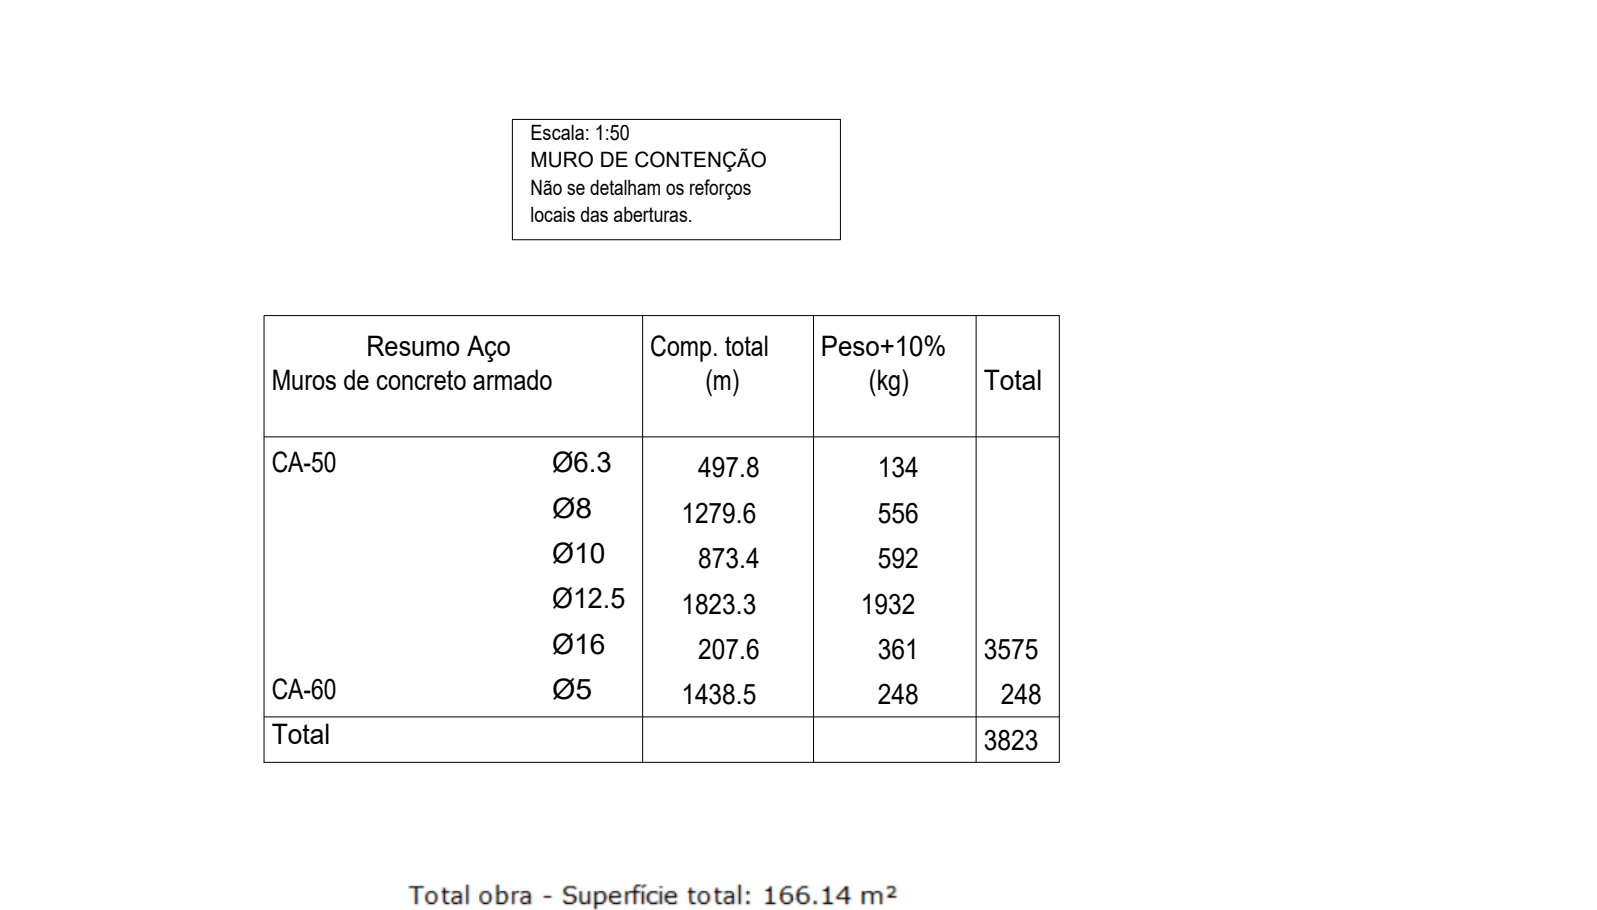 Escala: 1:50
MURO DE CONTENÇÃO
Não se detalham os reforços
locais das aberturas.
Resumo Aço Comp. total Peso+10%
Muros de concreto armado (m) (kg) Total
CA-50 Ø6.3 497.8 134
Ø8 1279.6 556
Ø10 873.4 592
Ø12.5 1823.3 1932
Ø16 207.6 361 3575
CA-60 Ø5 1438.5 248 248
Total 3823
Total obra - Superfície total: 166.14 m²